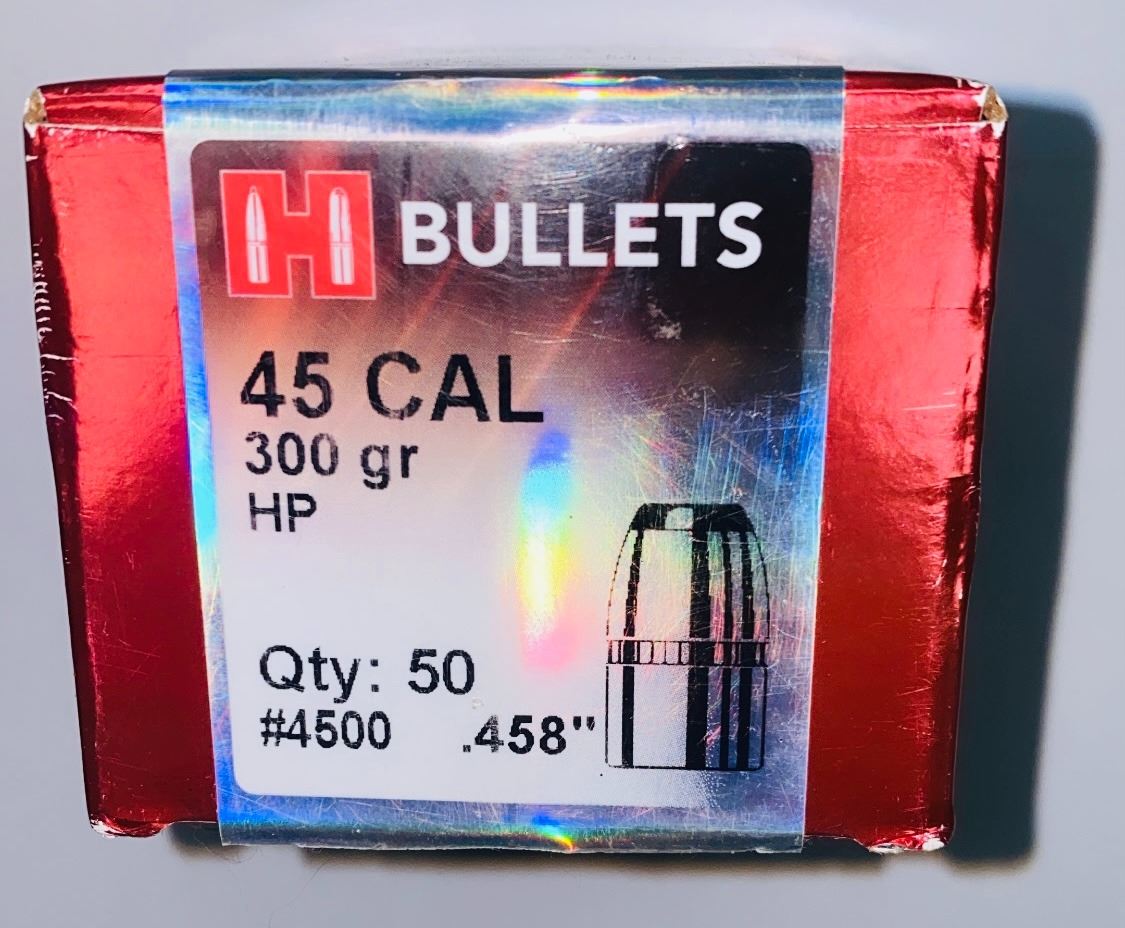 H BULLETS
45 CAL
300 gr
HP
Qty: 50
#4500 .458"